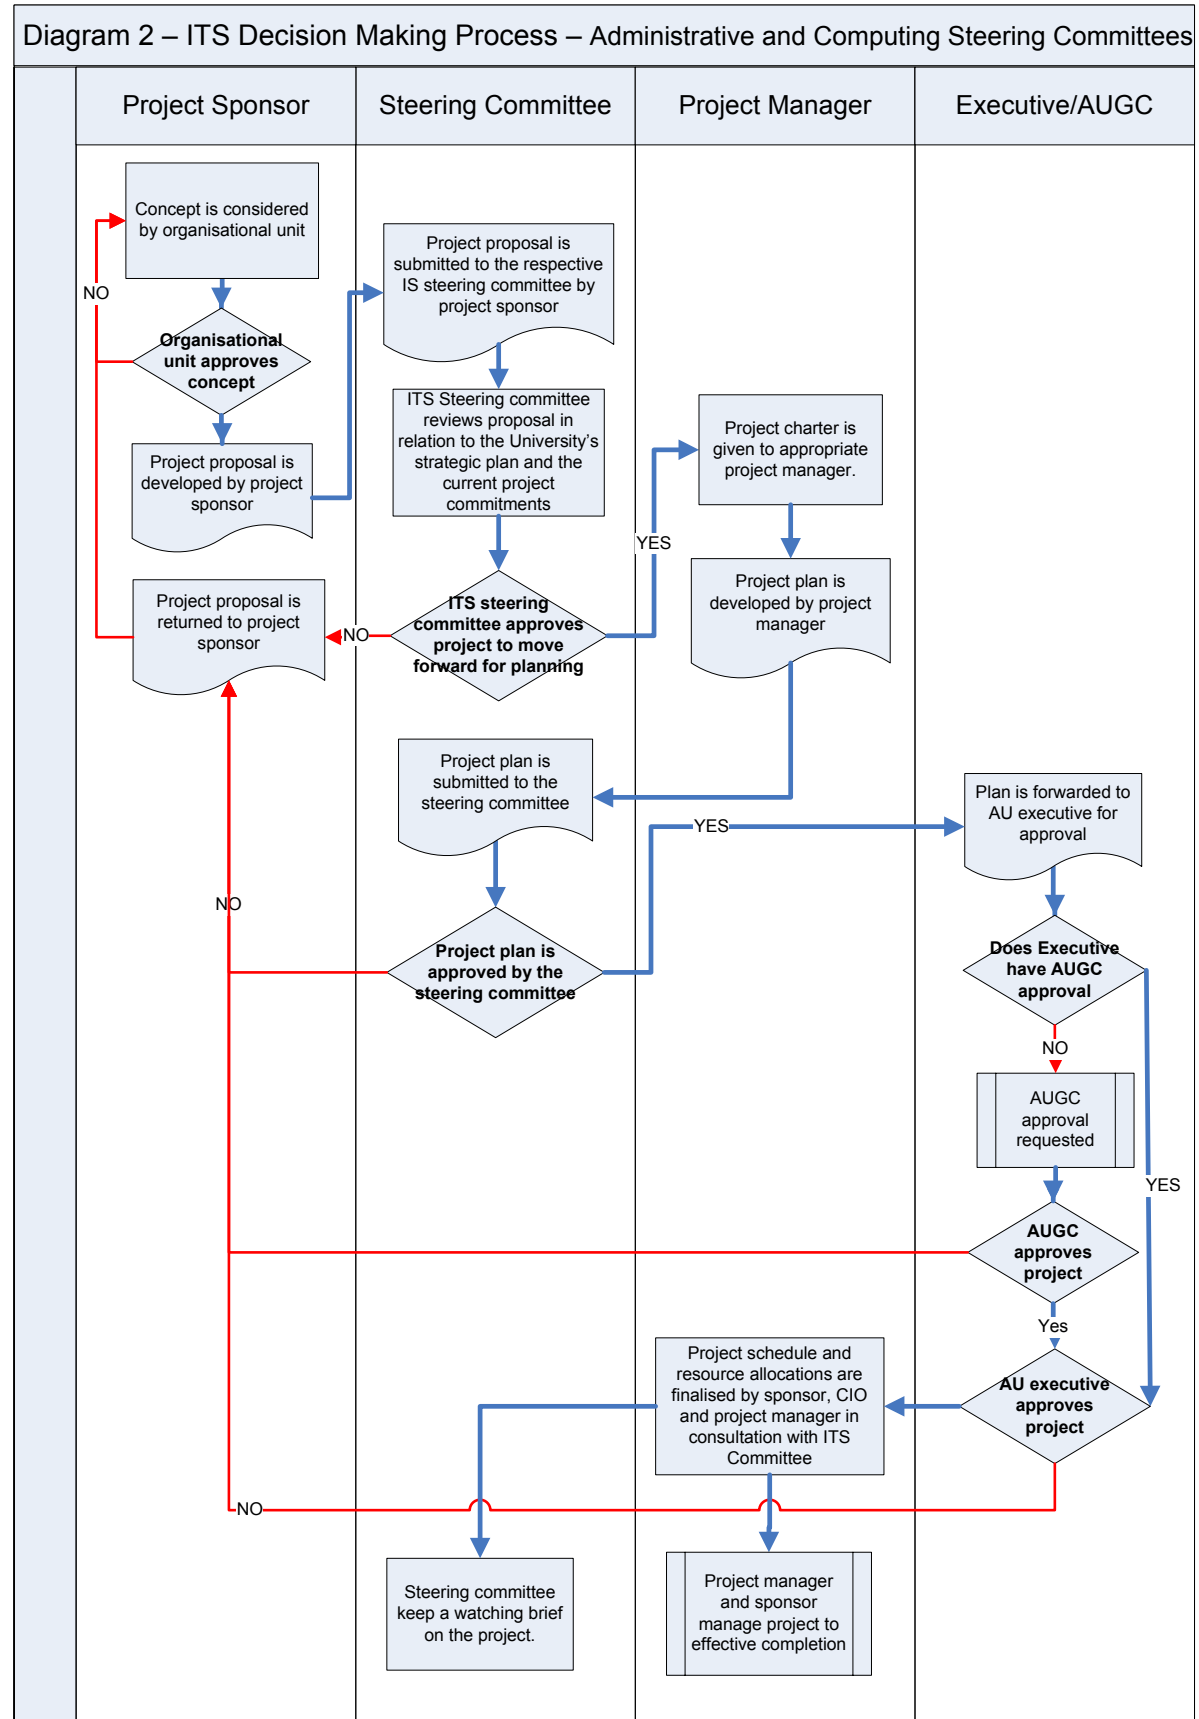 Diagram 2 – ITS Decision Making Process – Administrative and Computing Steering Committees
Project Sponsor
Steering Committee
Project Manager
Executive/AUGC
Concept is considered
by organisational unit
NO
Organisational
unit approves
concept
Project proposal is
developed by project
sponsor
Project proposal is
submitted to the respective
IS steering committee by
project sponsor
ITS Steering committee
reviews proposal in
relation to the University's
strategic plan and the
current project
commitments
ITS steering
committee approves
project to move
forward for planning
NO
Project proposal is
returned to project
sponsor
YES
Project charter is
given to appropriate
project manager.
Project plan is
developed by project
manager
Project plan is
submitted to the
steering committee
Project plan is
approved by the
steering committee
NO
YES
Plan is forwarded to
AU executive for
approval
Does Executive
have AUGC
approval
NO
YES
AUGC
approval
requested
AUGC
approves
project
Yes
AU executive
approves
project
NO
Project schedule and
resource allocations are
finalised by sponsor, CIO
and project manager in
consultation with ITS
Committee
Steering committee
keep a watching brief
on the project.
Project manager
and sponsor
manage project to
effective completion